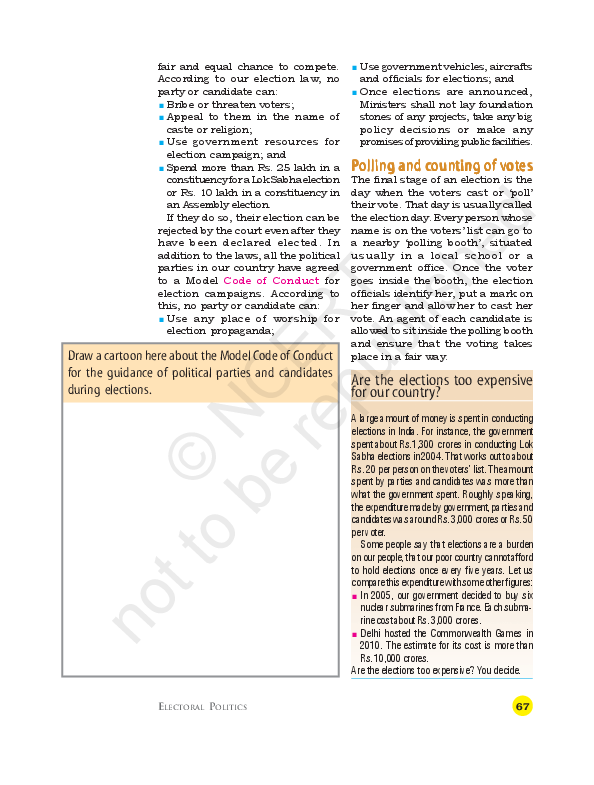 fair and equal chance to compete.
According to our election law, no
party or candidate can:
▪ Bribe or threaten voters;
▪ Appeal to them in the name of
caste or religion;
▪ Use government resources for
election campaign; and
▪ Spend more than Rs. 25 lakh in a
constituency for a Lok Sabha election
or Rs. 10 lakh in a constituency in
an Assembly election.
If they do so, their election can be
rejected by the court even after they
have been declared elected. In
addition to the laws, all the political
parties in our country have agreed
to a Model Code of Conduct for
election campaigns. According to
this, no party or candidate can:
▪ Use any place of worship for
election propaganda;
▪ Use government vehicles, aircrafts
and officials for elections; and
▪ Once elections are announced,
Ministers shall not lay foundation
stones of any projects, take any big
policy decisions or make any
promises of providing public facilities.
Polling and counting of votes
The final stage of an election is the
day when the voters cast or ‘poll’
their vote. That day is usually called
the election day. Every person whose
name is on the voters’ list can go to
a nearby ‘polling booth’, situated
usually in a local school or a
government office. Once the voter
goes inside the booth, the election
officials identify her, put a mark on
her finger and allow her to cast her
vote. An agent of each candidate is
allowed to sit inside the polling booth
and ensure that the voting takes
place in a fair way.
Draw a cartoon here about the Model Code of Conduct
for the guidance of political parties and candidates
during elections.
Are the elections too expensive
for our country?
A large amount of money is spent in conducting
elections in India. For instance, the government
spent about Rs.1,300 crores in conducting Lok
Sabha elections in 2004. That works out to about
Rs. 20 per person on the voters’ list. The amount
spent by parties and candidates was more than
what the government spent. Roughly speaking,
the expenditure made by government, parties and
candidates was around Rs. 3,000 crores or Rs. 50
per voter.
Some people say that elections are a burden
on our people, that our poor country cannot afford
to hold elections once every five years. Let us
compare this expenditure with some other figures:
▪ In 2005, our government decided to buy six
nuclear submarines from France. Each subma-
rine cost about Rs. 3,000 crores.
▪ Delhi hosted the Commonwealth Games in
2010. The estimate for its cost is more than
Rs. 10,000 crores.
Are the elections too expensive? You decide.
ELECTORAL POLITICS
67
© NCERT
not to be republished